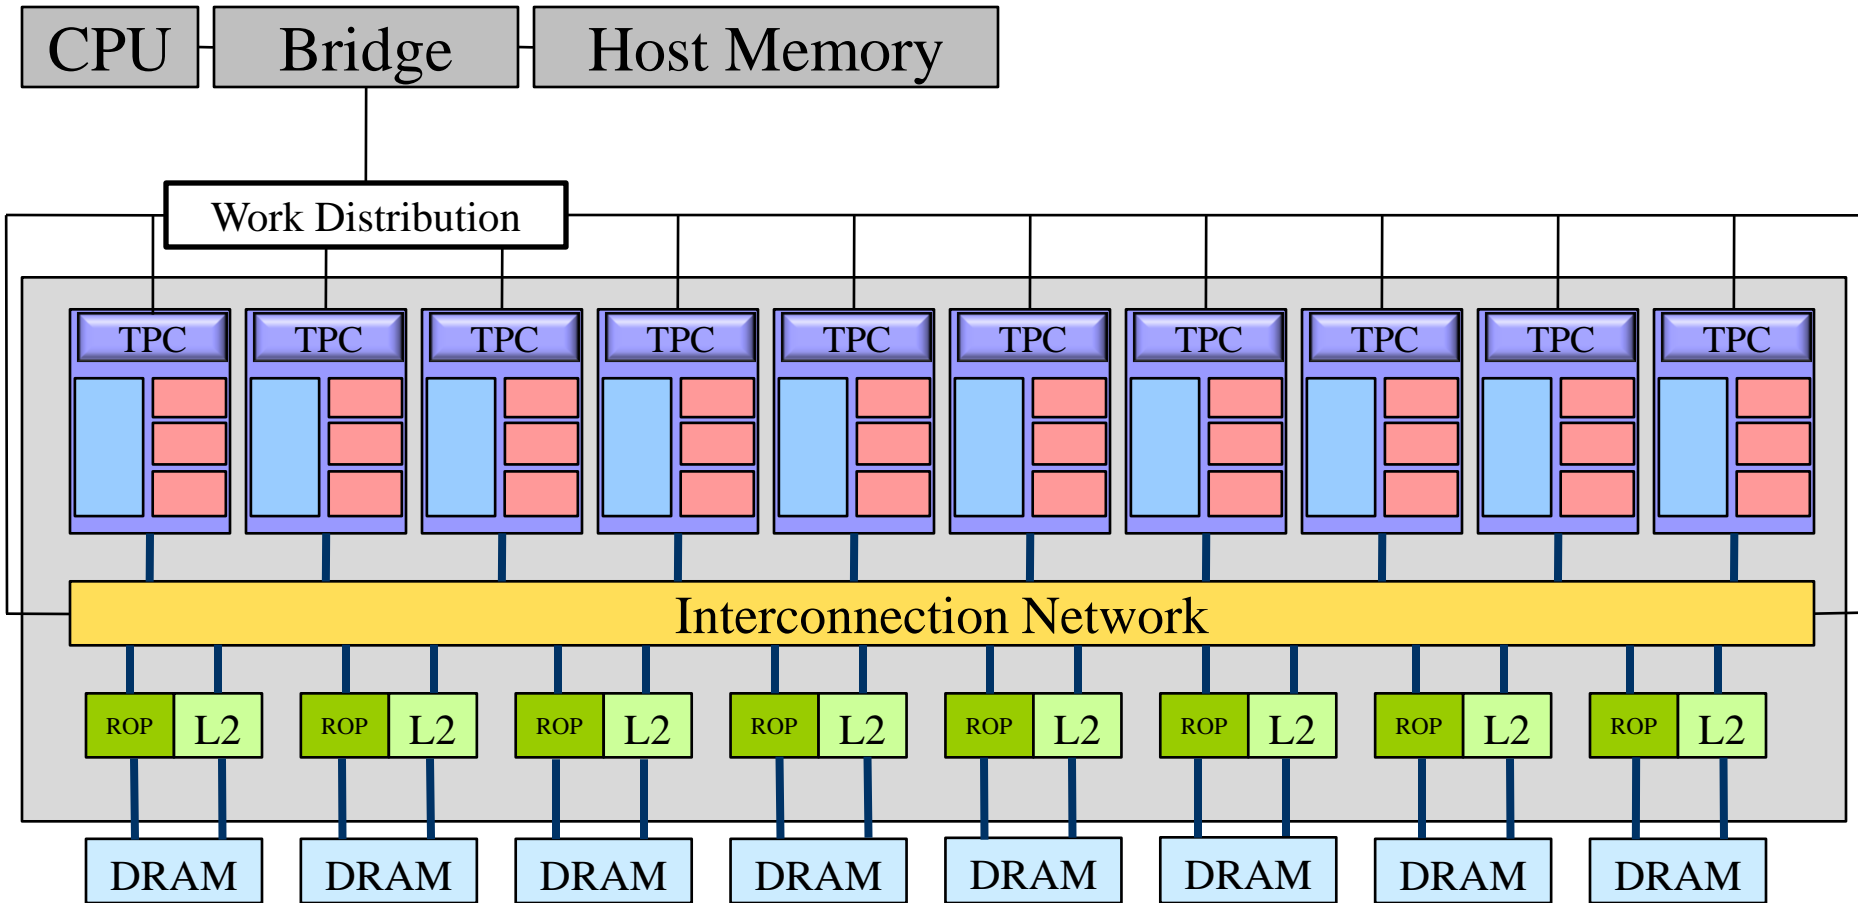 CPU
Bridge
Host Memory
Work Distribution
TPC
TPC
TPC
TPC
TPC
TPC
TPC
TPC
TPC
TPC
Interconnection Network
ROP
L2
ROP
L2
ROP
L2
ROP
L2
ROP
L2
ROP
L2
ROP
L2
ROP
L2
DRAM
DRAM
DRAM
DRAM
DRAM
DRAM
DRAM
DRAM